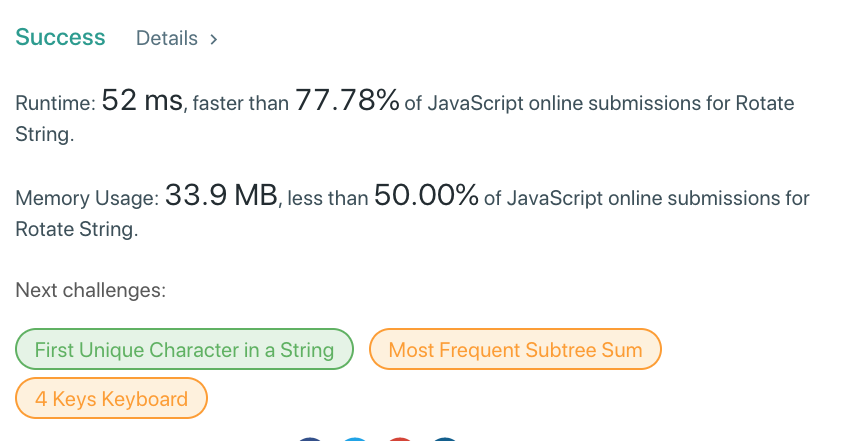 Success Details >
Runtime: 52 ms, faster than 77.78% of JavaScript online submissions for Rotate
String.
Memory Usage: 33.9 MB, less than 50.00% of JavaScript online submissions for
Rotate String.
Next challenges:
First Unique Character in a String Most Frequent Subtree Sum
4 Keys Keyboard